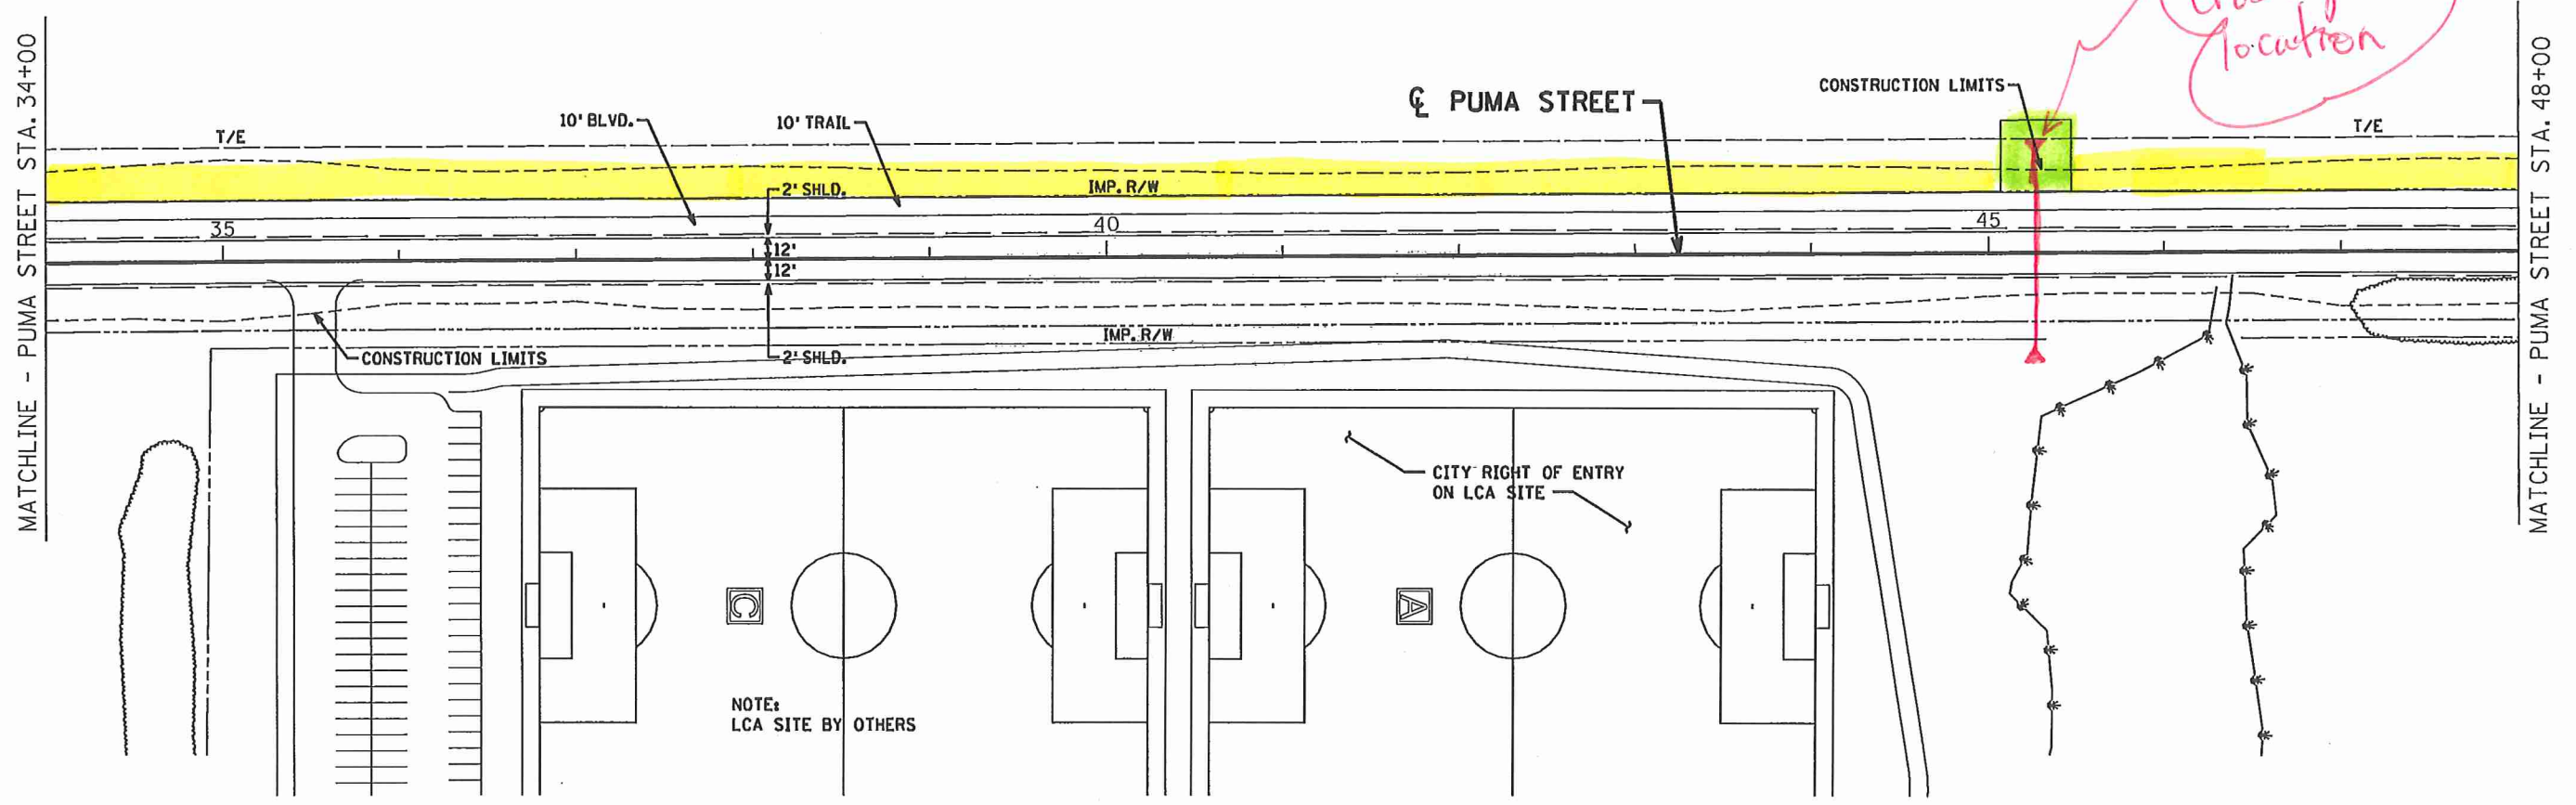 MATCHLINE - PUMA STREET STA. 34+00
T/E
10' BLVD.
10' TRAIL
2' SHLD.
IMP. R/W
℄ PUMA STREET
CONSTRUCTION LIMITS
location
T/E
MATCHLINE - PUMA STREET STA. 48+00
35
40
45
12'
12'
CONSTRUCTION LIMITS
2' SHLD.
IMP. R/W
CITY RIGHT OF ENTRY
ON LCA SITE
C
A
NOTE:
LCA SITE BY OTHERS